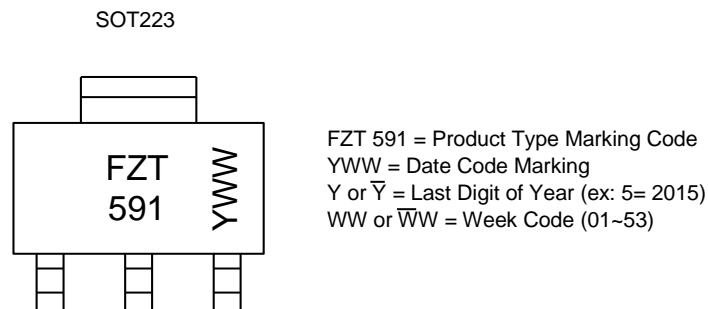 SOT223
FZT
591
YWW
FZT 591 = Product Type Marking Code
YWW = Date Code Marking
Y or Y̅ = Last Digit of Year (ex: 5= 2015)
WW or W̅W = Week Code (01~53)